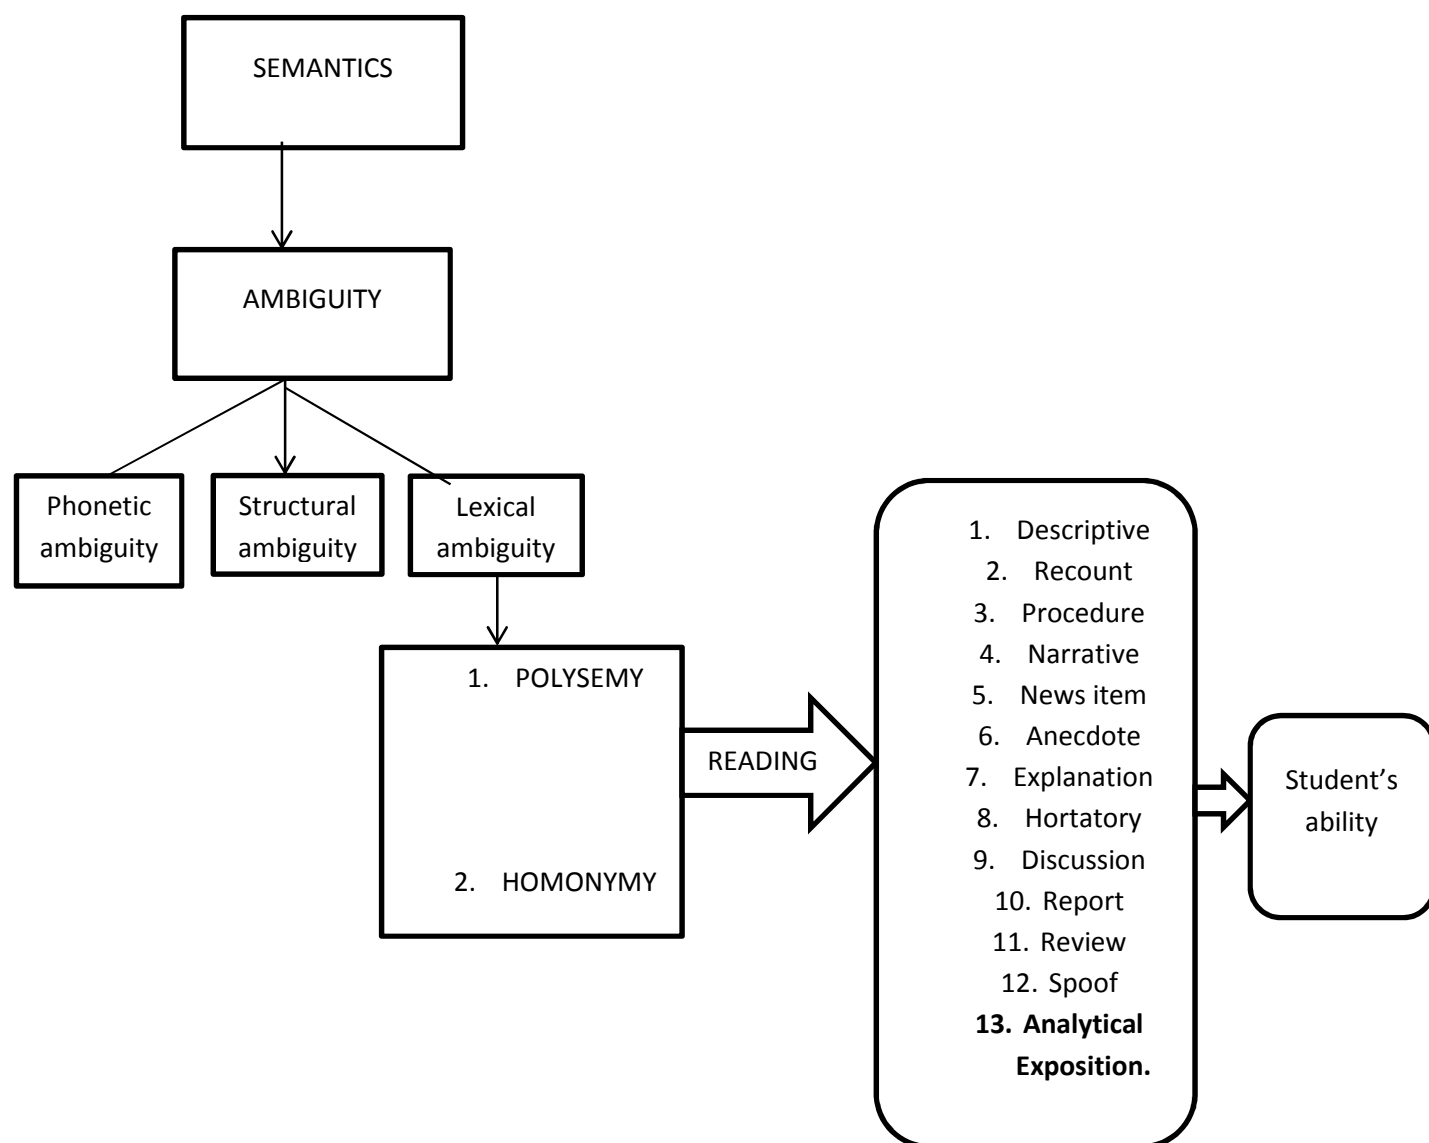 SEMANTICS
AMBIGUITY
Phonetic
ambiguity
Structural
ambiguity
Lexical
ambiguity
1. POLYSEMY
2. HOMONYMY
READING
1. Descriptive
2. Recount
3. Procedure
4. Narrative
5. News item
6. Anecdote
7. Explanation
8. Hortatory
9. Discussion
10. Report
11. Review
12. Spoof
13. Analytical
Exposition.
Student’s
ability